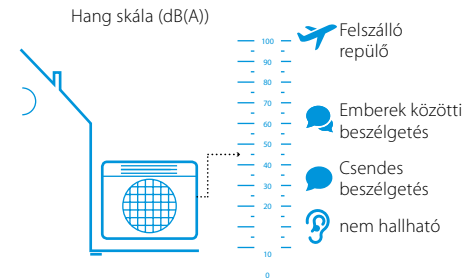 Hang skála (dB(A))
100
90
80
70
60
50
40
30
20
10
0
Felszálló
repülő
Emberek közötti
beszélgetés
Csendes
beszélgetés
nem hallható